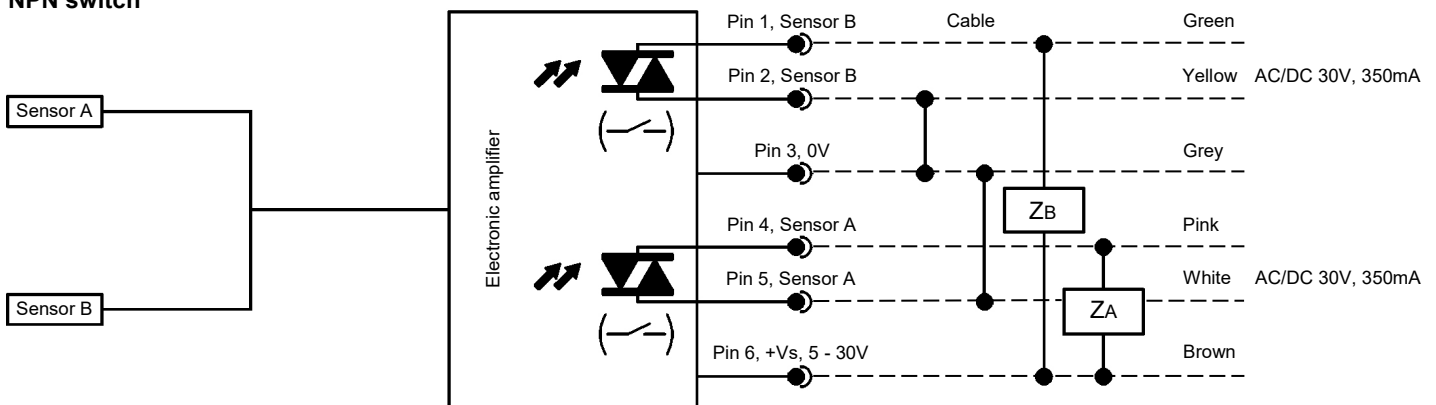 NPN switch
Pin 1, Sensor B Cable Green
Pin 2, Sensor B Yellow AC/DC 30V, 350mA
Sensor A
Electronic amplifier
Pin 3, 0V Grey
ZB
Pin 4, Sensor A Pink
Pin 5, Sensor A White AC/DC 30V, 350mA
Sensor B
ZA
Pin 6, +Vs, 5 - 30V Brown